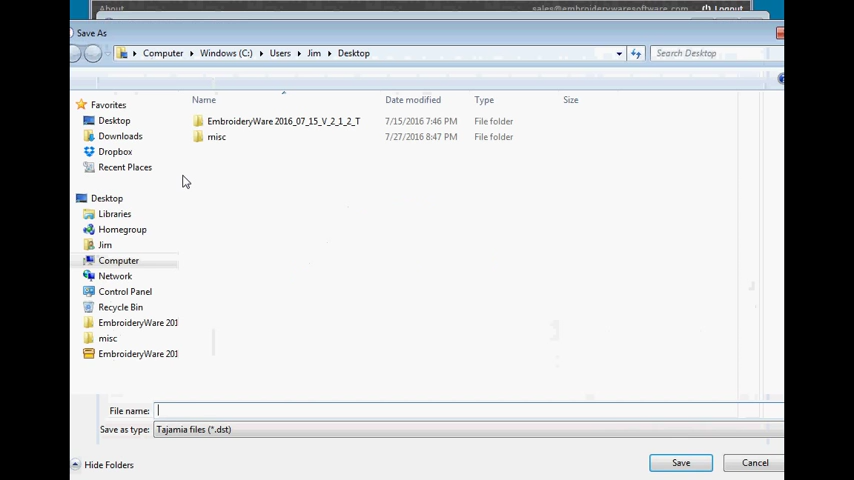 About
sales@embroiderywaresoftware.com
Logout
Save As
Computer
Windows (C:)
Users
Jim
Desktop
Search Desktop
Name
Date modified
Type
Size
EmbroideryWare 2016_07_15_V_2_1_2_T
7/15/2016 7:46 PM
File folder
misc
7/27/2016 8:47 PM
File folder
Favorites
Desktop
Downloads
Dropbox
Recent Places
Desktop
Libraries
Homegroup
Jim
Computer
Network
Control Panel
Recycle Bin
EmbroideryWare 201
misc
EmbroideryWare 201
File name:
Save as type:
Tajamia files (*.dst)
Hide Folders
Save
Cancel